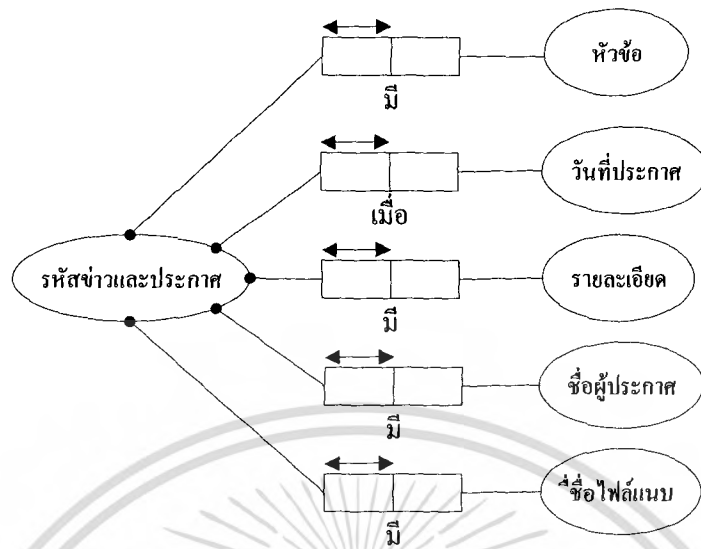 หัวข้อ
มี
วันที่ประกาศ
เมื่อ
รหัสข่าวและประกาศ
รายละเอียด
มี
ชื่อผู้ประกาศ
มี
ชื่ชื่อไฟล์แนบ
มี